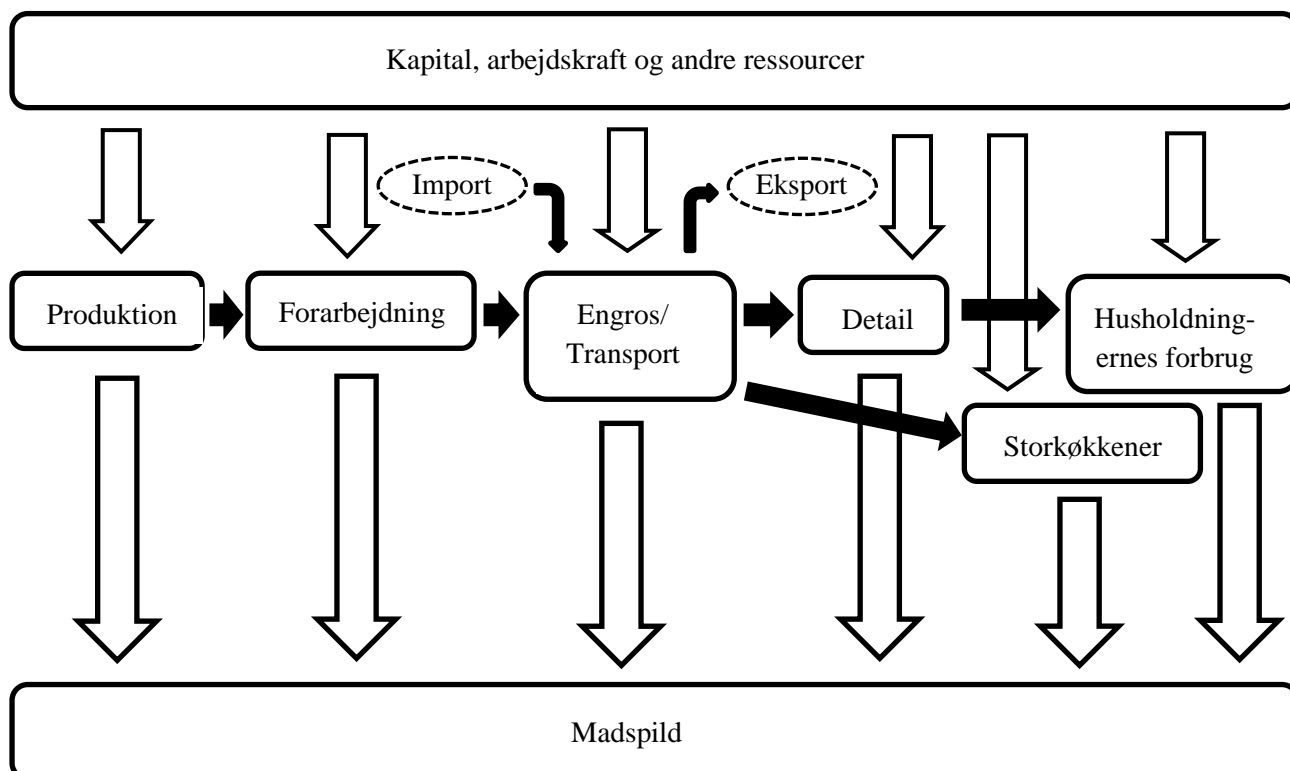 Kapital, arbejdskraft og andre ressourcer
Import
Eksport
Produktion
Forarbejdning
Engros/
Transport
Detail
Husholdning-
ernes forbrug
Storkøkkener
Madspild